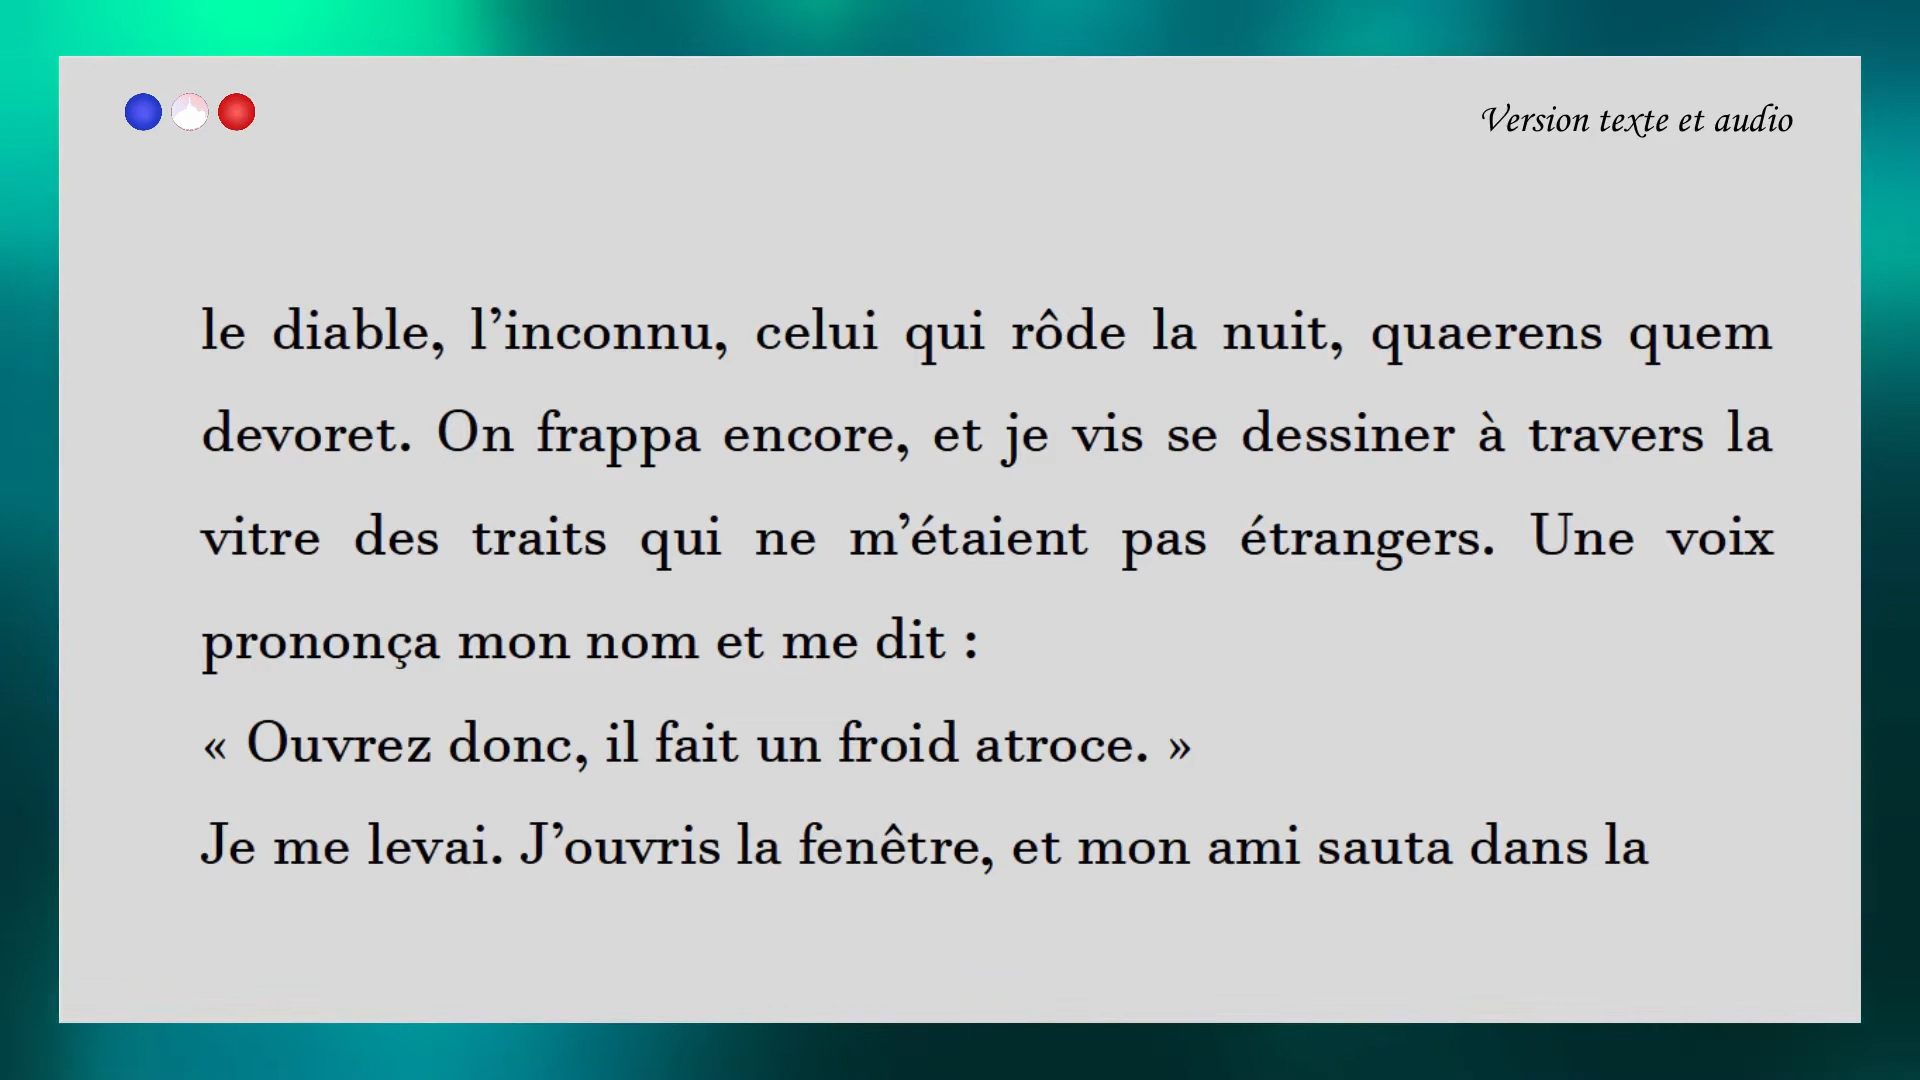 Version texte et audio
le diable, l’inconnu, celui qui rôde la nuit, quaerens quem
devoret. On frappa encore, et je vis se dessiner à travers la
vitre des traits qui ne m’étaient pas étrangers. Une voix
prononça mon nom et me dit :
« Ouvrez donc, il fait un froid atroce. »
Je me levai. J’ouvris la fenêtre, et mon ami sauta dans la